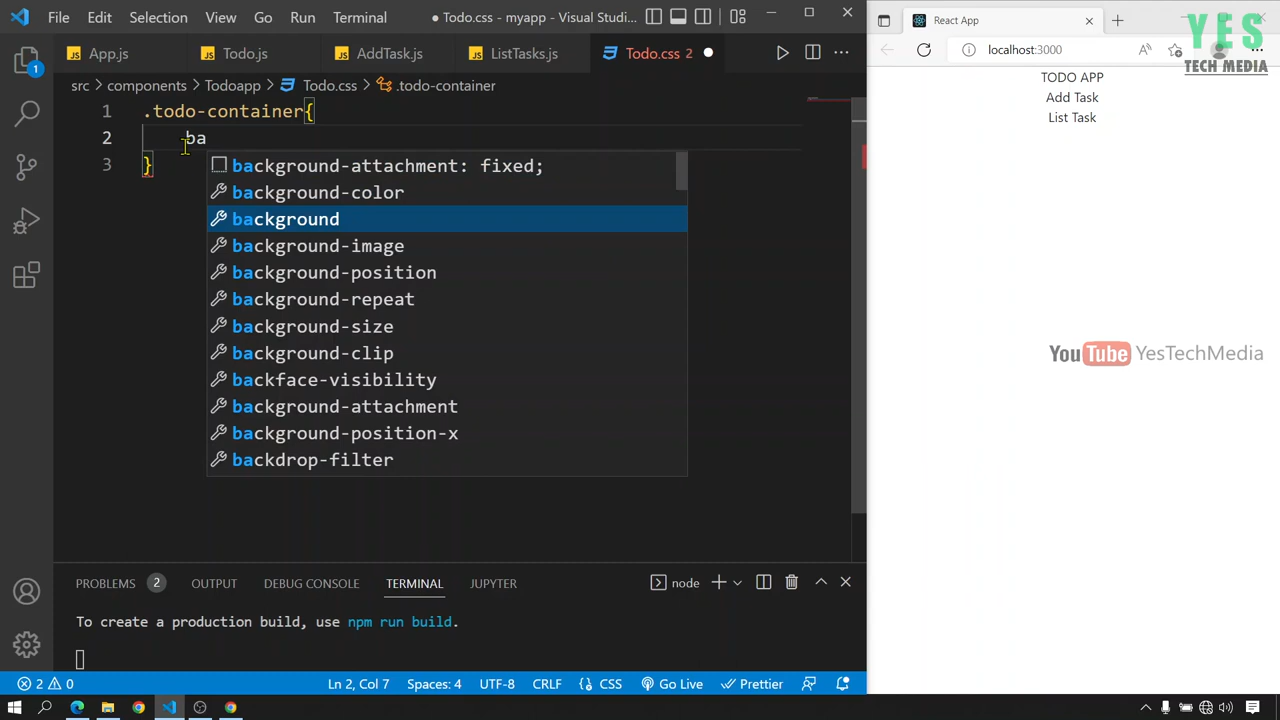 File Edit Selection View Go Run Terminal ● Todo.css - myapp - Visual Studi...
App.js Todo.js AddTask.js ListTasks.js Todo.css 2
src > components > Todoapp > Todo.css > .todo-container
1 .todo-container{
2 ba
3 }
background-attachment: fixed;
background-color
background
background-image
background-position
background-repeat
background-size
background-clip
backface-visibility
background-attachment
background-position-x
backdrop-filter
PROBLEMS 2 OUTPUT DEBUG CONSOLE TERMINAL JUPYTER node
To create a production build, use npm run build.
1
2 0 Ln 2, Col 7 Spaces: 4 UTF-8 CRLF {} CSS Go Live Prettier
React App
localhost:3000
YES
TECH MEDIA
TODO APP
Add Task
List Task
YouTube YesTechMedia